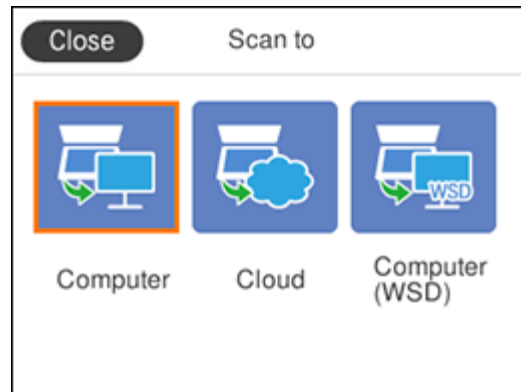 Close
Scan to
WSD
Computer
Cloud
Computer
(WSD)